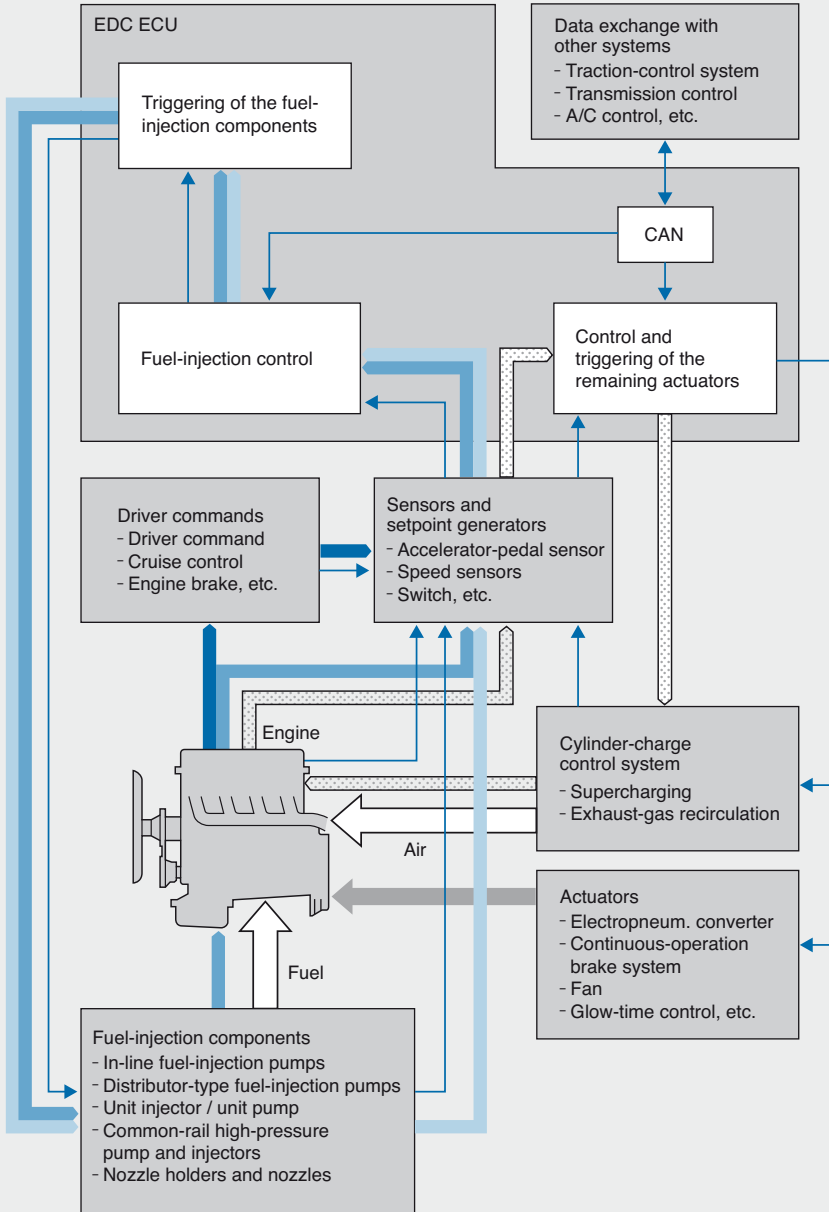 EDC ECU
Data exchange with
other systems
- Traction-control system
- Transmission control
- A/C control, etc.
Triggering of the fuel-
injection components
CAN
Fuel-injection control
Control and
triggering of the
remaining actuators
Driver commands
- Driver command
- Cruise control
- Engine brake, etc.
Sensors and
setpoint generators
- Accelerator-pedal sensor
- Speed sensors
- Switch, etc.
Engine
Cylinder-charge
control system
- Supercharging
- Exhaust-gas recirculation
Air
Actuators
- Electropneum. converter
- Continuous-operation
brake system
- Fan
- Glow-time control, etc.
Fuel
Fuel-injection components
- In-line fuel-injection pumps
- Distributor-type fuel-injection pumps
- Unit injector / unit pump
- Common-rail high-pressure
pump and injectors
- Nozzle holders and nozzles